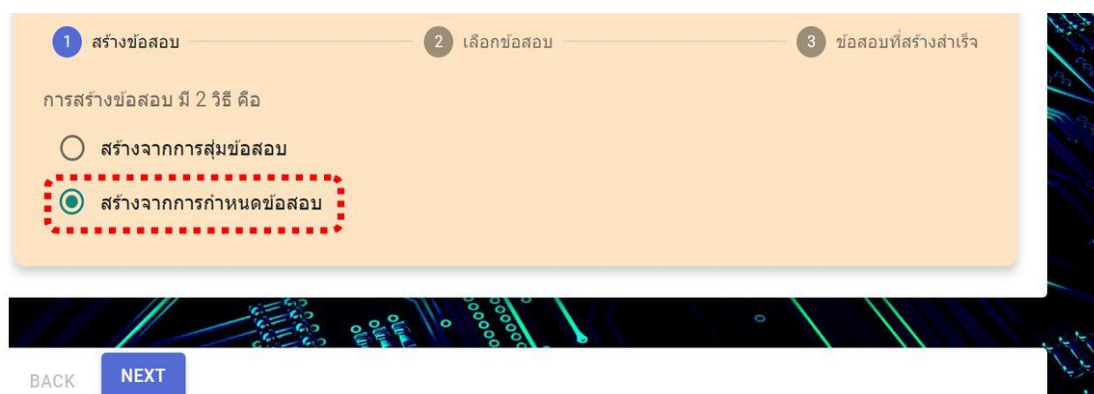 1 สร้างข้อสอบ 2 เลือกข้อสอบ 3 ข้อสอบที่สร้างสำเร็จ
การสร้างข้อสอบ มี 2 วิธี คือ
สร้างจากการสุ่มข้อสอบ
สร้างจากการกำหนดข้อสอบ
BACK NEXT